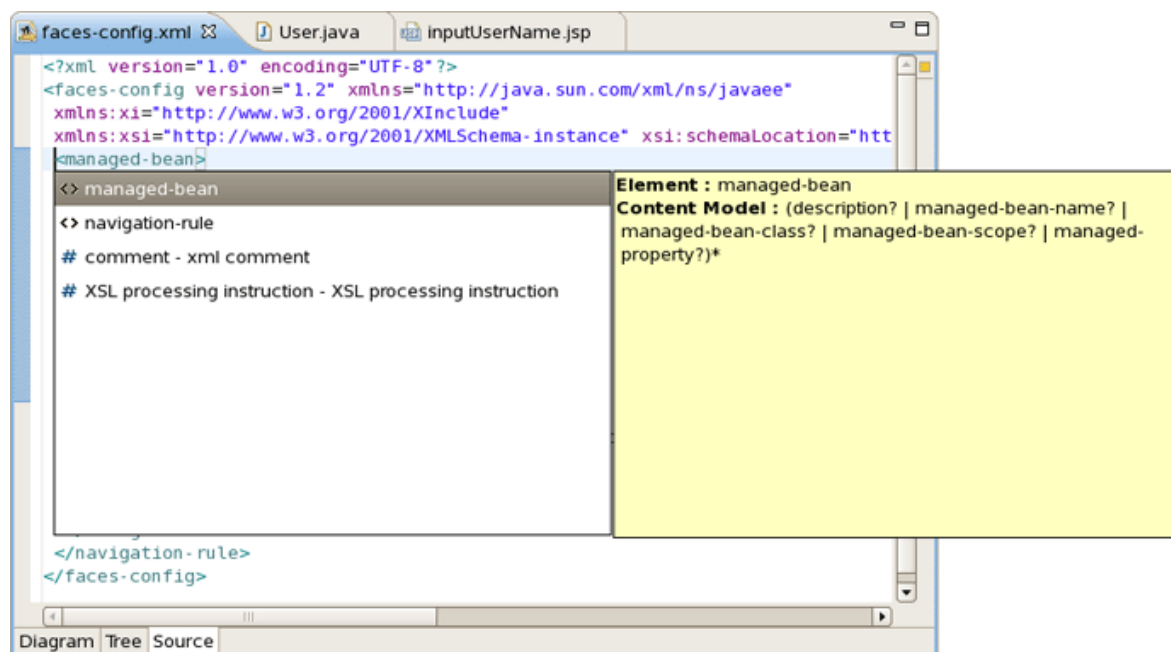 faces-config.xml User.java inputUserName.jsp
<?xml version="1.0" encoding="UTF-8"?>
<faces-config version="1.2" xmlns="http://java.sun.com/xml/ns/javaee"
xmlns:xi="http://www.w3.org/2001/XInclude"
xmlns:xsi="http://www.w3.org/2001/XMLSchema-instance" xsi:schemaLocation="htt
<managed-bean>
<> managed-bean
<> navigation-rule
# comment - xml comment
# XSL processing instruction - XSL processing instruction
Element : managed-bean
Content Model : (description? | managed-bean-name? |
managed-bean-class? | managed-bean-scope? | managed-
property?)*
</navigation-rule>
</faces-config>
Diagram Tree Source